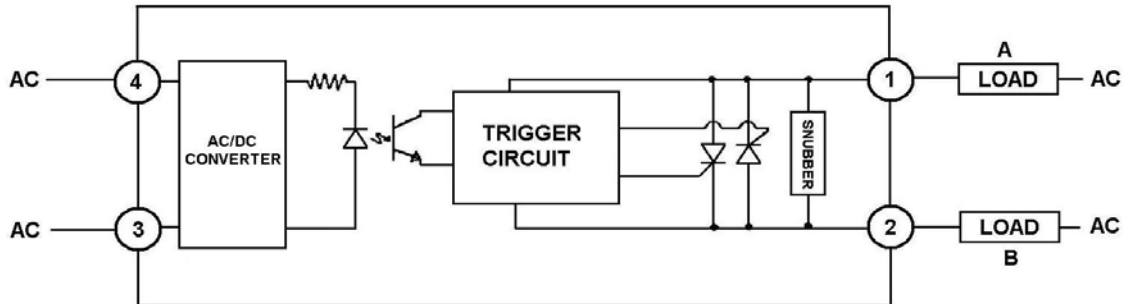 A
AC
4
1
LOAD
AC
AC/DC
CONVERTER
TRIGGER
CIRCUIT
SNUBBER
AC
3
2
LOAD
AC
B